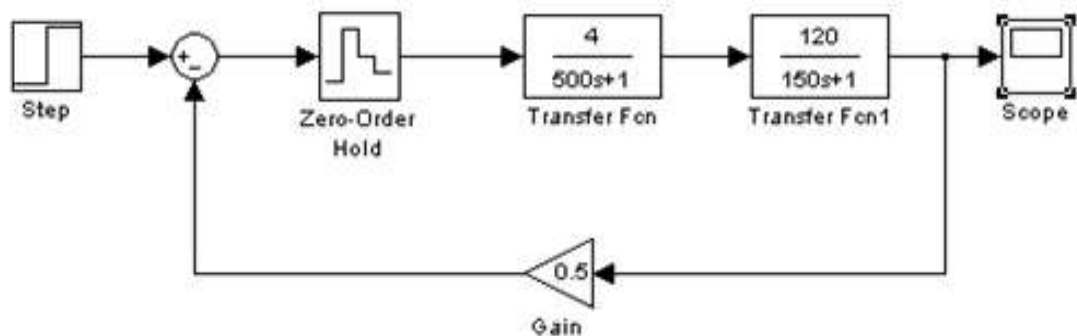 Step
+
-
Zero-Order
Hold
4
500s+1
Transfer Fcn
120
150s+1
Transfer Fcn1
Scope
0.5
Gain